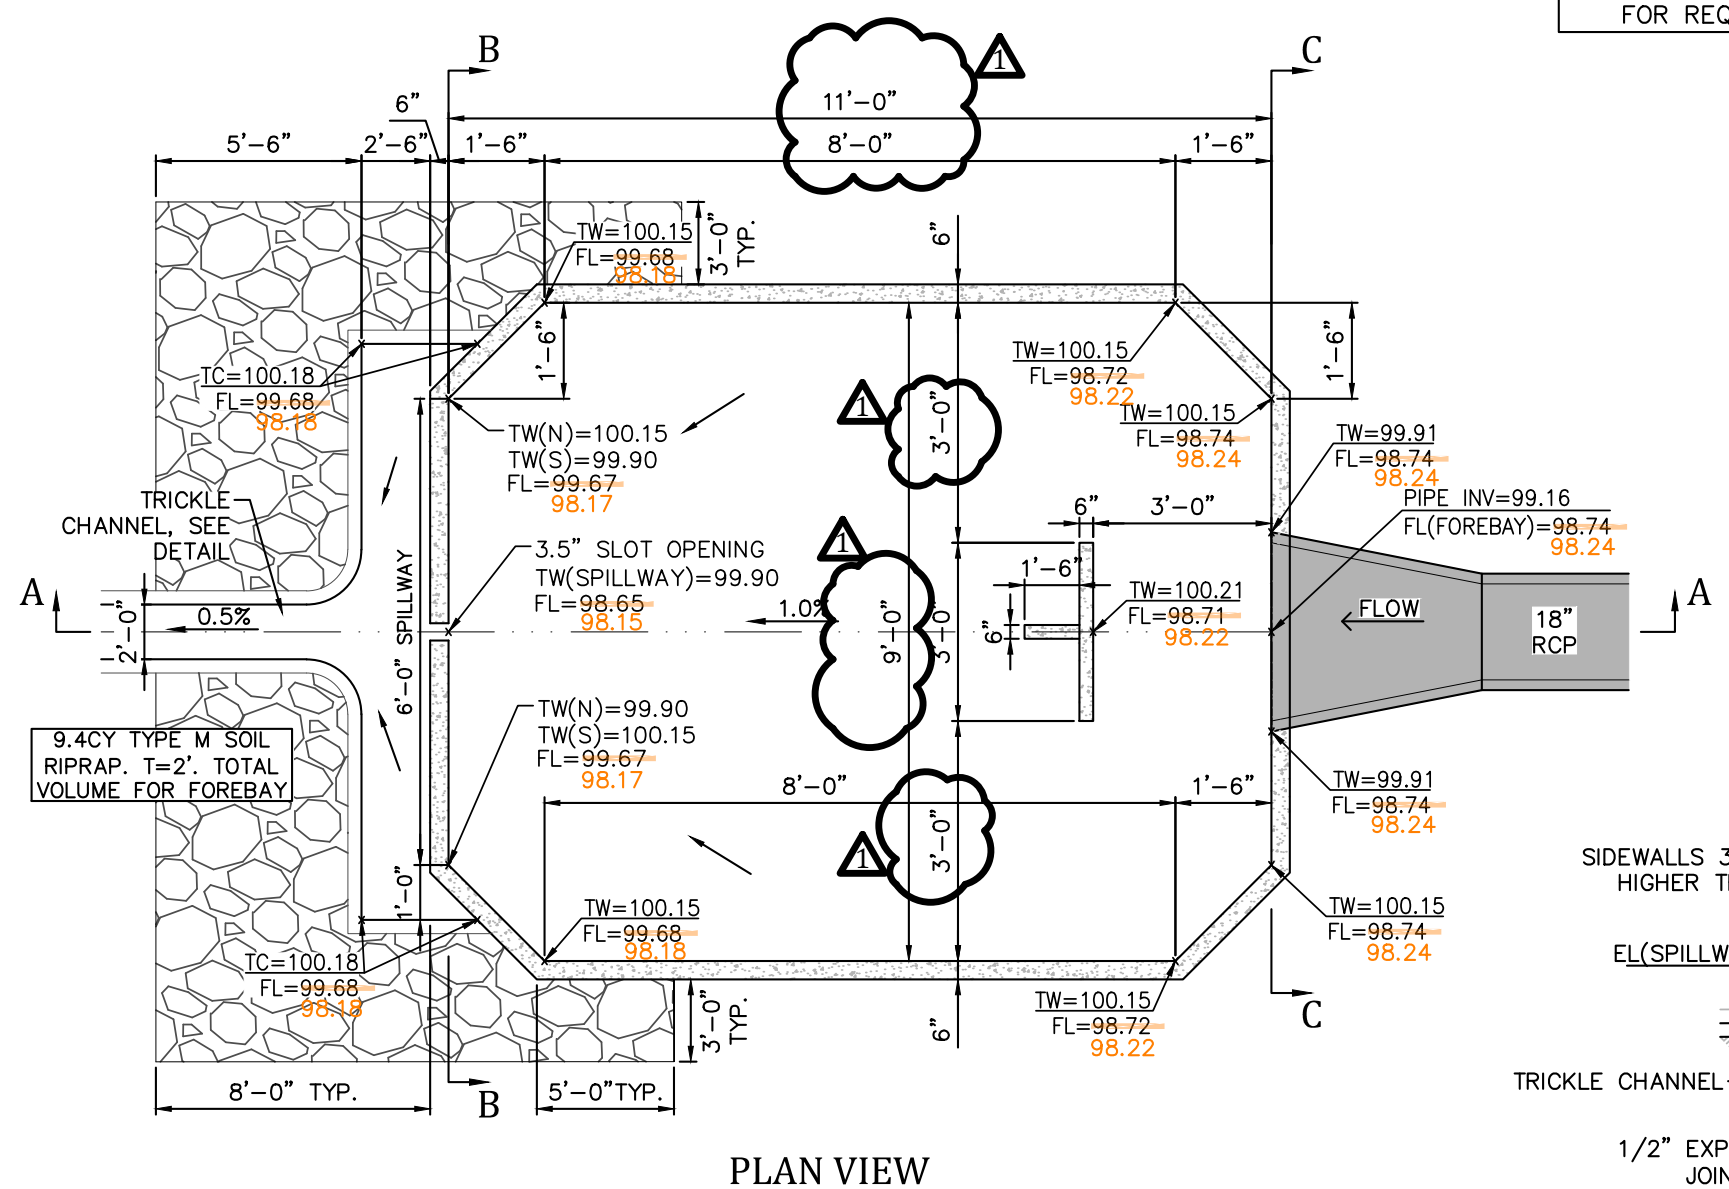 FOR REQ
B
C
1
11'-0"
6"
5'-6"
2'-6"
1'-6"
8'-0"
1'-6"
TW=100.15
FL=99.68
98.18
3'-0"
TYP.
6"
1'-6"
1'-6"
TW=100.15
FL=98.72
98.22
TC=100.18
FL=99.68
98.18
1
3'-0"
TW=100.15
FL=98.74
98.24
TW(N)=100.15
TW(S)=99.90
FL=99.67
98.17
TW=99.91
FL=98.74
98.24
TRICKLE
CHANNEL, SEE
DETAIL
6"
3'-0"
PIPE INV=99.16
FL(FOREBAY)=98.74
98.24
1
3.5" SLOT OPENING
TW(SPILLWAY)=99.90
FL=98.65
98.15
1'-6"
TW=100.21
FL=98.71
98.22
A
2'-0"
0.5%
6'-0" SPILLWAY
1.0%
9'-0"
3'-0"
6"
FLOW
18"
RCP
A
9.4CY TYPE M SOIL
RIPRAP. T=2'. TOTAL
VOLUME FOR FOREBAY
TW(N)=99.90
TW(S)=100.15
FL=99.67
98.17
8'-0"
1'-6"
TW=99.91
FL=98.74
98.24
1
3'-0"
SIDEWALLS 3
HIGHER T
1'-0"
TW=100.15
FL=99.68
98.18
TW=100.15
FL=98.74
98.24
EL(SPILLW
TC=100.18
FL=99.68
98.18
3'-0"
TYP.
6"
TW=100.15
FL=98.72
98.22
C
TRICKLE CHANNEL
8'-0" TYP.
B
5'-0"TYP.
1/2" EXP
JOIN
PLAN VIEW